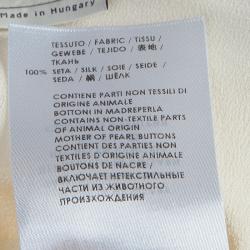 Made in Hungary
TESSUTO / FABRIC / TISSU /
GEWEBE / TEJIDO / 表地 /
ТКАНЬ
100% SETA / SILK / SOIE / SEIDE /
SEDA / 絹 / ШЁЛК
CONTIENE PARTI NON TESSILI DI
ORIGINE ANIMALE
BOTTONI IN MADREPERLA
CONTAINS NON-TEXTILE PARTS
OF ANIMAL ORIGIN
MOTHER OF PEARL BUTTONS
CONTIENT DES PARTIES NON
TEXTILES D'ORIGINE ANIMALE
BOUTONS DE NACRE /
ВКЛЮЧАЕТ НЕТЕКСТИЛЬНЫЕ
ЧАСТИ ИЗ ЖИВОТНОГО
ПРОИСХОЖДЕНИЯ